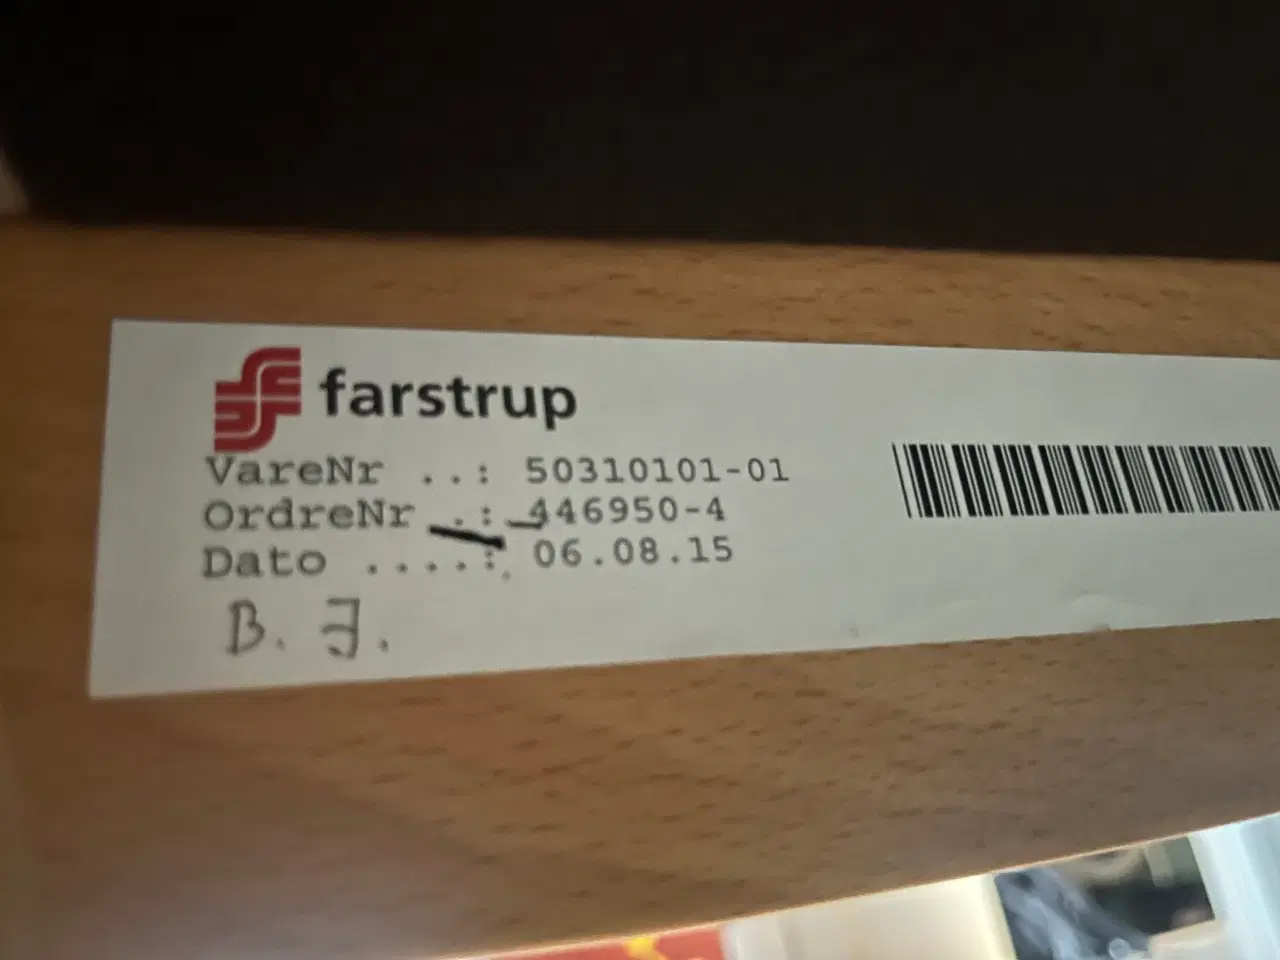 farstrup
VareNr ..: 50310101-01
OrdreNr .: 446950-4
Dato ....: 06.08.15
B. J.